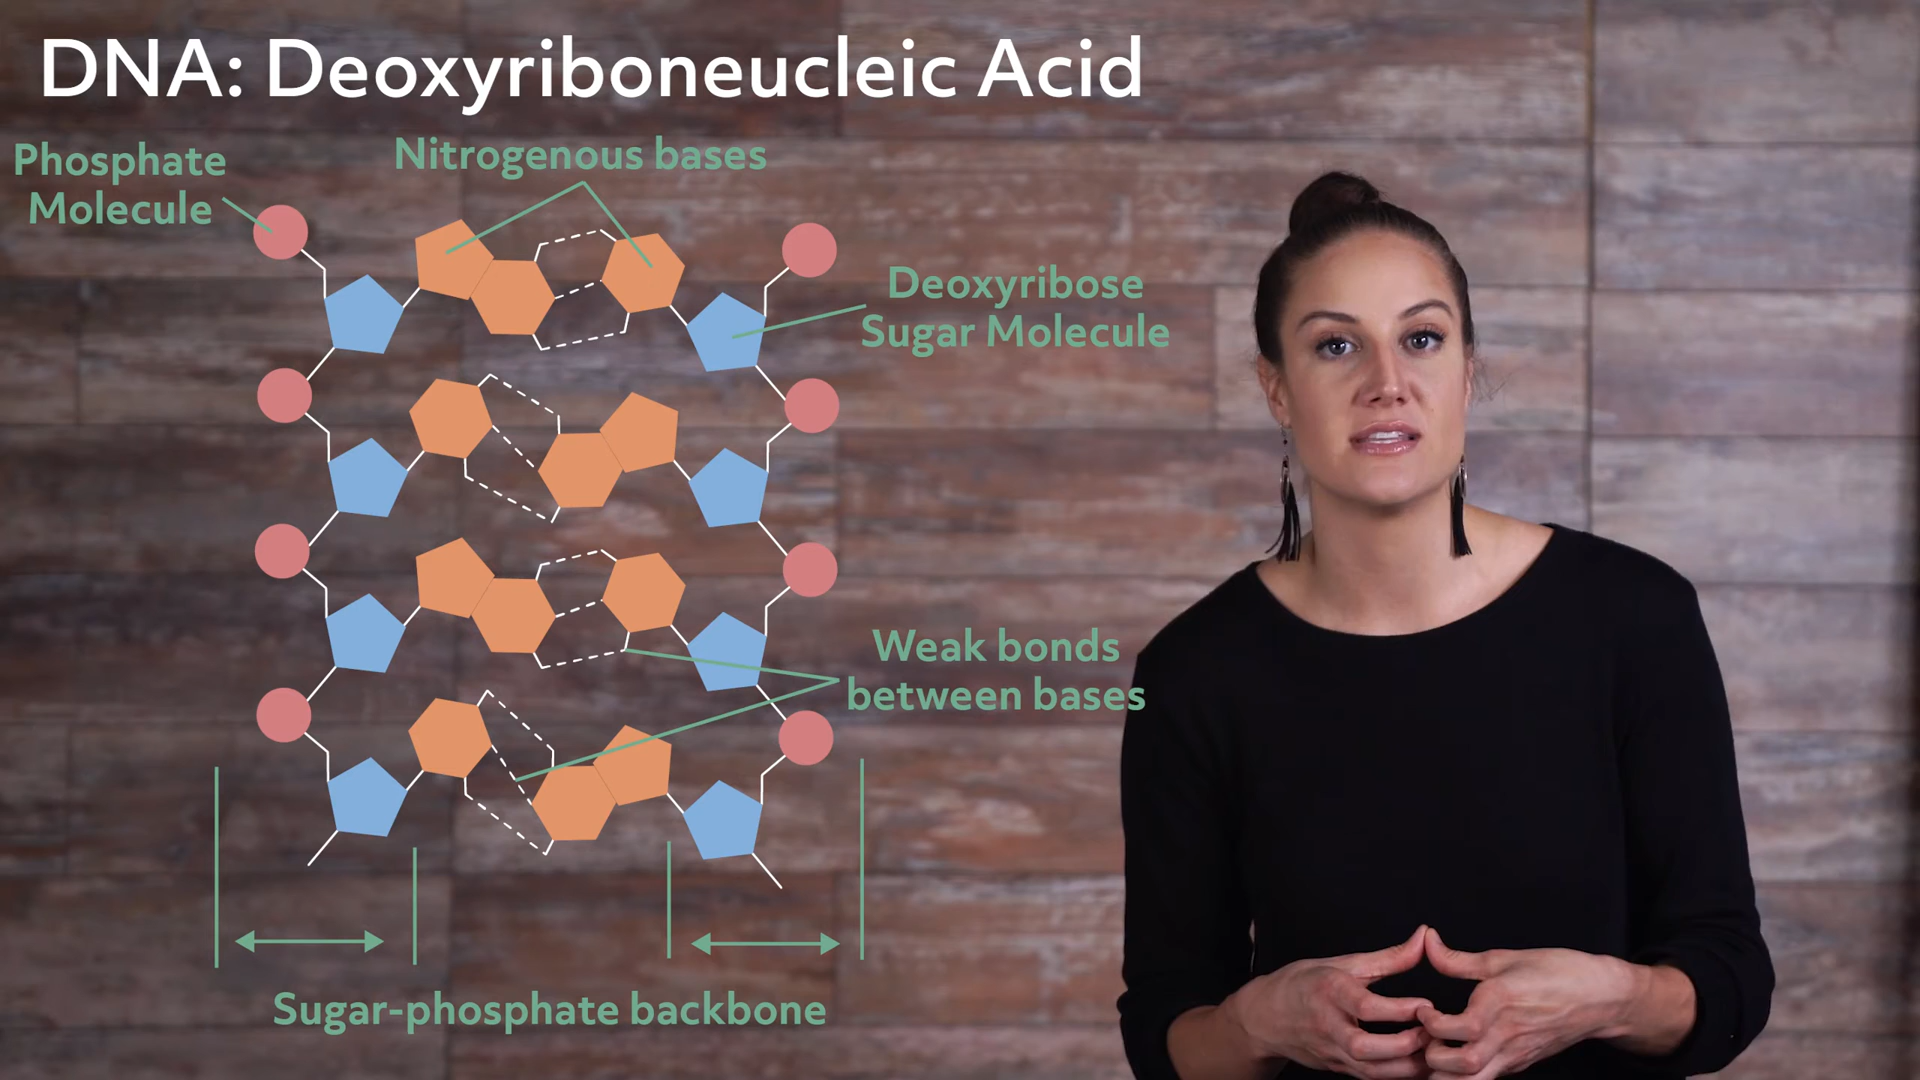 DNA: Deoxyriboneucleic Acid
Phosphate
Molecule
Nitrogenous bases
Deoxyribose
Sugar Molecule
Weak bonds
between bases
Sugar-phosphate backbone